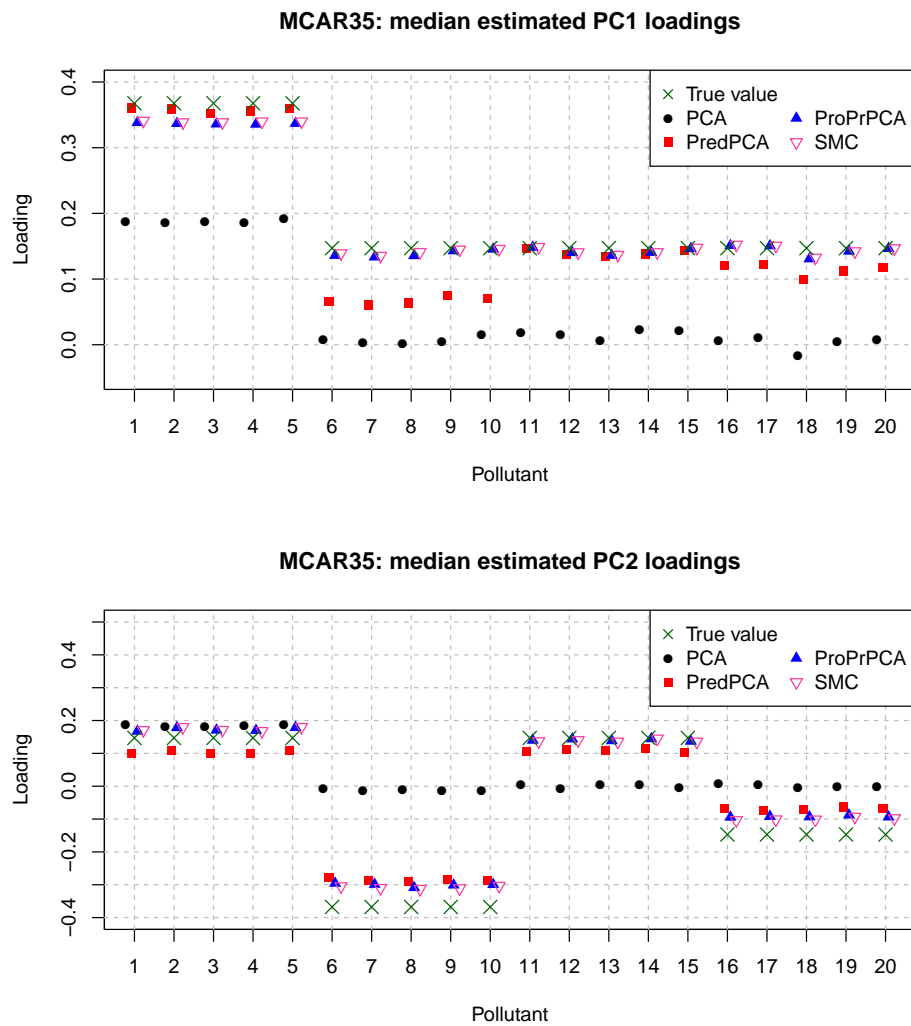 MCAR35: median estimated PC1 loadings
0.4
0.3
0.2
0.1
0.0
Loading
True value
PCA
PredPCA
ProPrPCA
SMC
1 2 3 4 5 6 7 8 9 10 11 12 13 14 15 16 17 18 19 20
Pollutant
MCAR35: median estimated PC2 loadings
0.4
0.2
0.0
−0.2
−0.4
Loading
True value
PCA
PredPCA
ProPrPCA
SMC
1 2 3 4 5 6 7 8 9 10 11 12 13 14 15 16 17 18 19 20
Pollutant